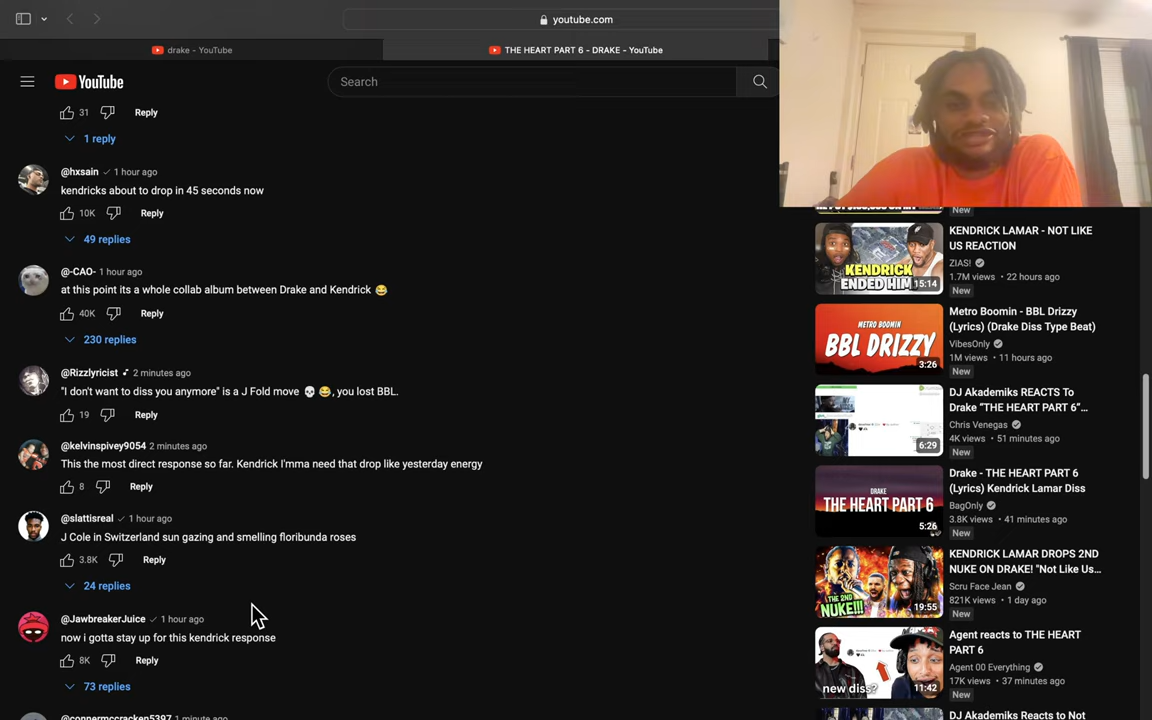 youtube.com
drake - YouTube
THE HEART PART 6 - DRAKE - YouTube
YouTube
Search
31
Reply
1 reply
@hxsain 1 hour ago
kendricks about to drop in 45 seconds now
10K
Reply
49 replies
@-CAO- 1 hour ago
at this point its a whole collab album between Drake and Kendrick 😂
40K
Reply
230 replies
@Rizzlyricist 2 minutes ago
"I don't want to diss you anymore" is a J Fold move 💀 😂, you lost BBL.
19
Reply
@kelvinspivey9054 2 minutes ago
This the most direct response so far. Kendrick I'mma need that drop like yesterday energy
8
Reply
@slattisreal 1 hour ago
J Cole in Switzerland sun gazing and smelling floribunda roses
3.8K
Reply
24 replies
@JawbreakerJuice 1 hour ago
now i gotta stay up for this kendrick response
8K
Reply
73 replies
New
KENDRICK ENDED HIM
15:14
KENDRICK LAMAR - NOT LIKE
US REACTION
ZIAS!
1.7M views • 22 hours ago
New
METRO BOOMIN
BBL DRIZZY
3:26
Metro Boomin - BBL Drizzy
(Lyrics) (Drake Diss Type Beat)
VibesOnly
1M views • 11 hours ago
New
6:29
DJ Akademiks REACTS To
Drake "THE HEART PART 6"...
Chris Venegas
4K views • 51 minutes ago
New
DRAKE
THE HEART PART 6
5:26
Drake - THE HEART PART 6
(Lyrics) Kendrick Lamar Diss
BagOnly
3.8K views • 41 minutes ago
New
THE 2ND
NUKE!!!
19:55
KENDRICK LAMAR DROPS 2ND
NUKE ON DRAKE! "Not Like Us...
Scru Face Jean
821K views • 1 day ago
New
new diss?
11:42
Agent reacts to THE HEART
PART 6
Agent 00 Everything
17K views • 37 minutes ago
New
DJ Akademiks Reacts to Not